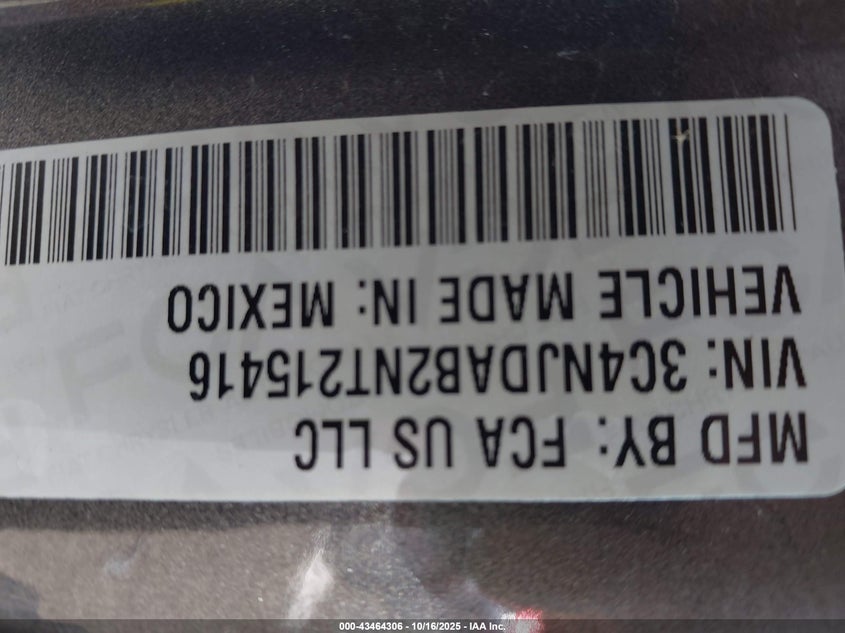 MFD BY: FCA US LLC
VIN: 3C4NJDAB2NT215416
VEHICLE MADE IN: MEXICO
000-43464306 - 10/16/2025 - IAA Inc.